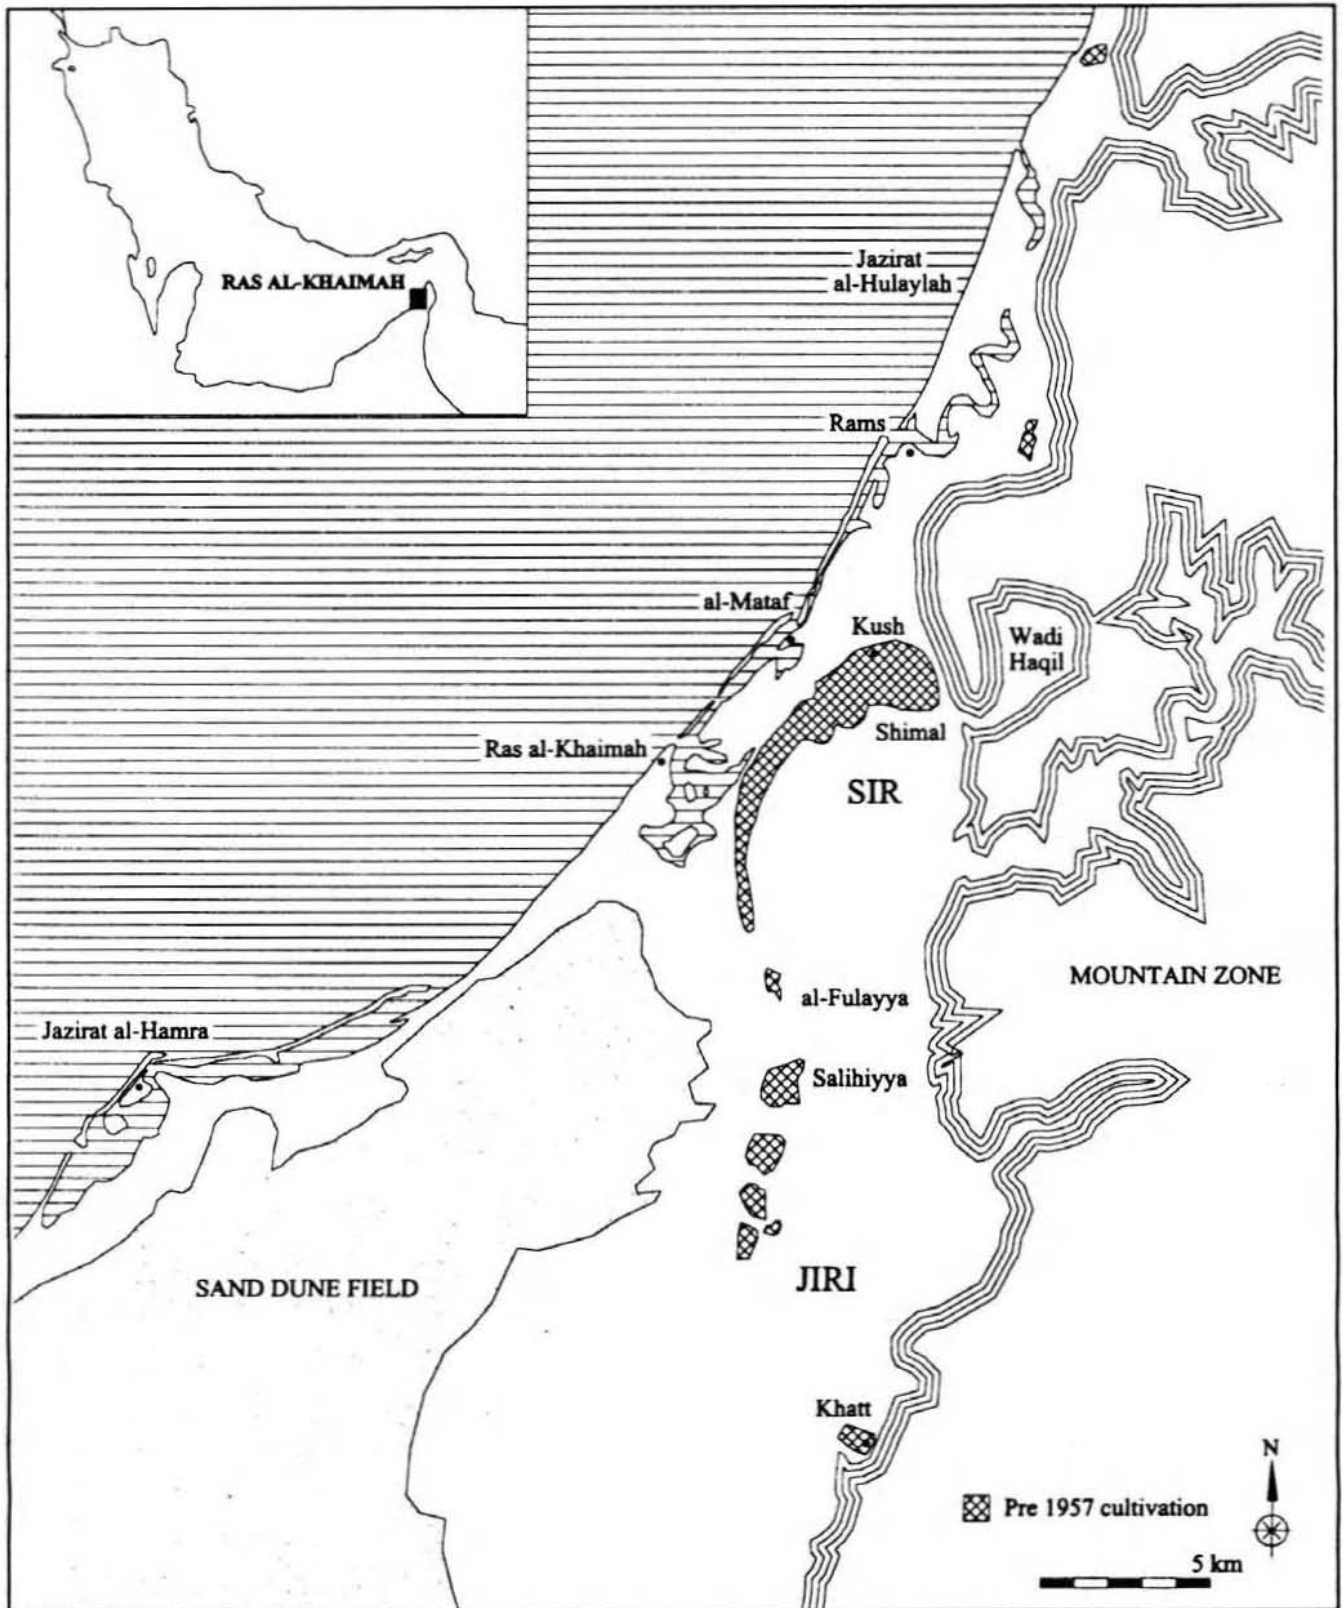 RAS AL-KHAIMAH
Jazirat
al-Hulaylah
Rams
al-Mataf
Kush
Wadi
Haqil
Shimal
Ras al-Khaimah
SIR
MOUNTAIN ZONE
al-Fulayya
Jazirat al-Hamra
Salihiyya
SAND DUNE FIELD
JIRI
Khatt
N
Pre 1957 cultivation
5 km